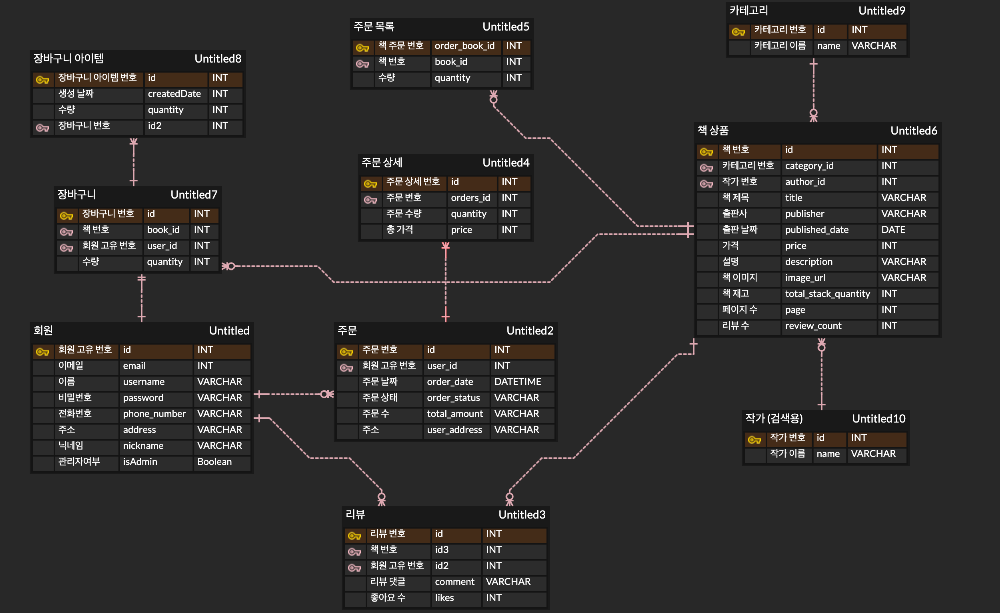 주문 목록 Untitled5
책 주문 번호 order_book_id INT
책 번호 book_id INT
수량 quantity INT
카테고리 Untitled9
카테고리 번호 id INT
카테고리 이름 name VARCHAR
장바구니 아이템 Untitled8
장바구니 아이템 번호 id INT
생성 날짜 createdDate INT
수량 quantity INT
장바구니 번호 id2 INT
책 상품 Untitled6
책 번호 id INT
카테고리 번호 category_id INT
작가 번호 author_id INT
책 제목 title VARCHAR
출판사 publisher VARCHAR
출판 날짜 published_date DATE
가격 price INT
설명 description VARCHAR
책 이미지 image_url VARCHAR
책 재고 total_stack_quantity INT
페이지 수 page INT
리뷰 수 review_count INT
주문 상세 Untitled4
주문 상세 번호 id INT
주문 번호 orders_id INT
주문 수량 quantity INT
총 가격 price INT
장바구니 Untitled7
장바구니 번호 id INT
책 번호 book_id INT
회원 고유 번호 user_id INT
수량 quantity INT
회원 Untitled
회원 고유 번호 id INT
이메일 email INT
이름 username VARCHAR
비밀번호 password VARCHAR
전화번호 phone_number VARCHAR
주소 address VARCHAR
닉네임 nickname VARCHAR
관리자여부 isAdmin Boolean
주문 Untitled2
주문 번호 id INT
회원 고유 번호 user_id INT
주문 날짜 order_date DATETIME
주문 상태 order_status VARCHAR
주문 수 total_amount VARCHAR
주소 user_address VARCHAR
작가 (검색용) Untitled10
작가 번호 id INT
작가 이름 name VARCHAR
리뷰 Untitled3
리뷰 번호 id INT
책 번호 id3 INT
회원 고유 번호 id2 INT
리뷰 댓글 comment VARCHAR
좋아요 수 likes INT